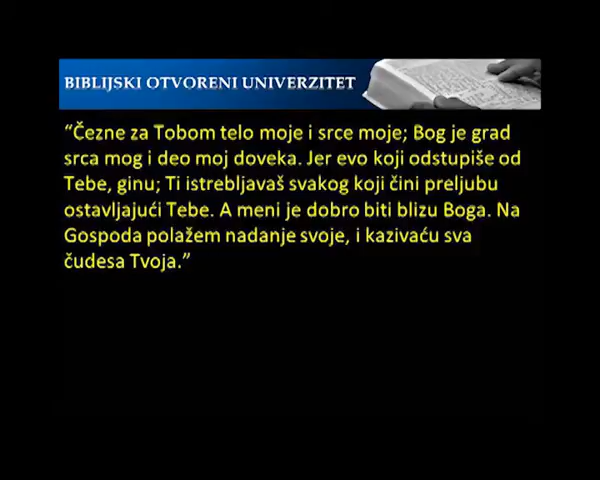 BIBLIJSKI OTVORENI UNIVERZITET
“Čezne za Tobom telo moje i srce moje; Bog je grad
srca mog i deo moj doveka. Jer evo koji odstupiše od
Tebe, ginu; Ti istrebljavaš svakog koji čini preljubu
ostavljajući Tebe. A meni je dobro biti blizu Boga. Na
Gospoda polažem nadanje svoje, i kazivaću sva
čudesa Tvoja.”